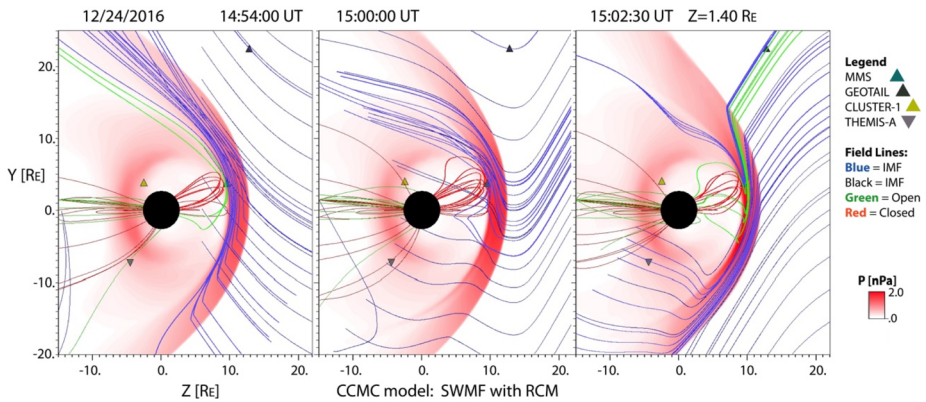 12/24/2016 14:54:00 UT 15:00:00 UT 15:02:30 UT Z=1.40 RE
20.
10.
Y [RE]
0.
-10.
-20.
-10. 0. 10. 20. -10. 0. 10. 20. -10. 0. 10. 20.
Z [RE] CCMC model: SWMF with RCM
Legend
MMS
GEOTAIL
CLUSTER-1
THEMIS-A
Field Lines:
Blue = IMF
Black = IMF
Green = Open
Red = Closed
P [nPa]
2.0
.0